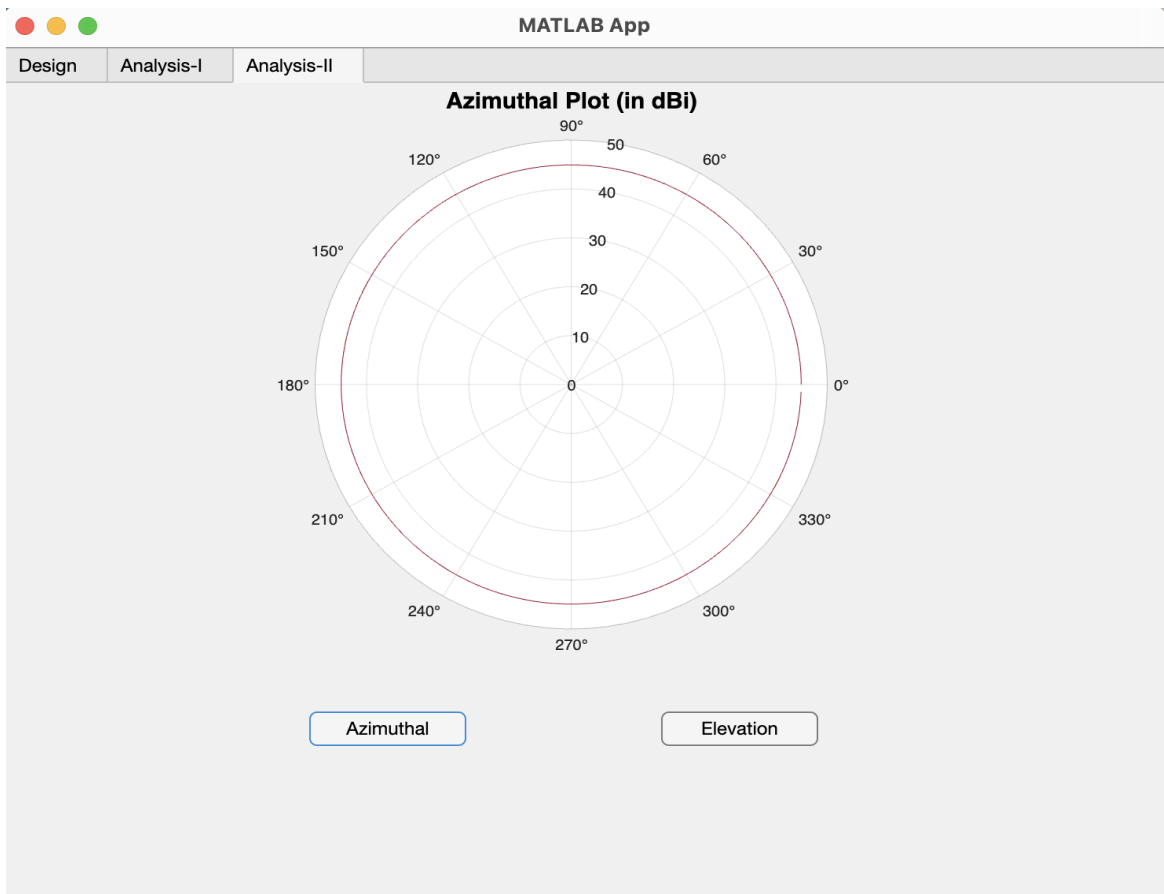 MATLAB App
Design Analysis-I Analysis-II
Azimuthal Plot (in dBi)
90°
50
120° 60°
40
150° 30 30°
20
10
180° 0 0°
210° 330°
240° 300°
270°
Azimuthal Elevation